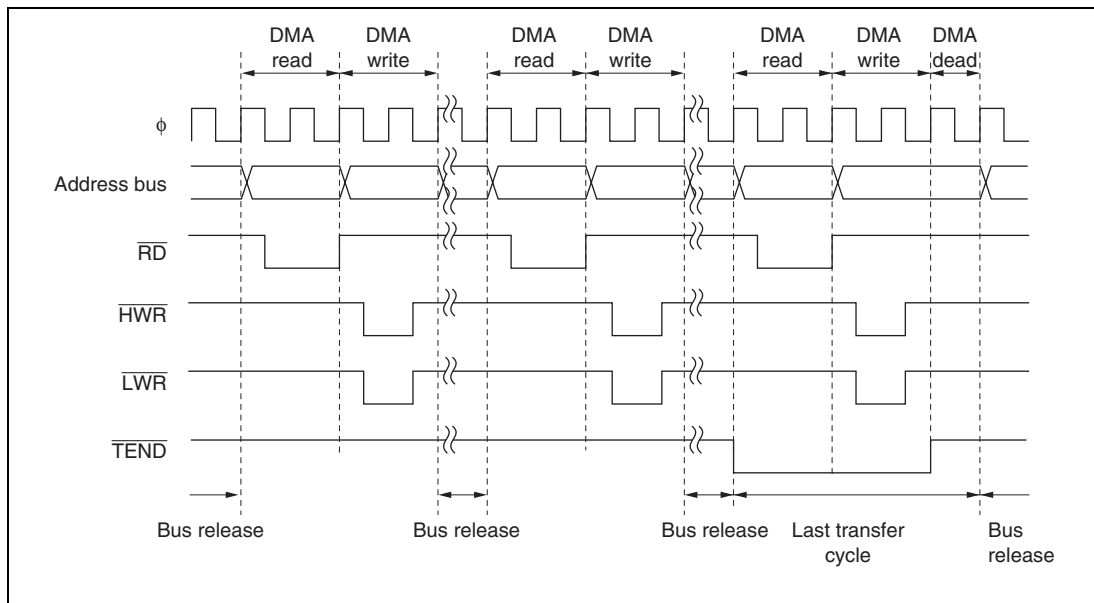 DMA read
DMA write
DMA read
DMA write
DMA read
DMA write
DMA dead
φ
Address bus
RD
HWR
LWR
TEND
Bus release
Bus release
Bus release
Last transfer cycle
Bus release